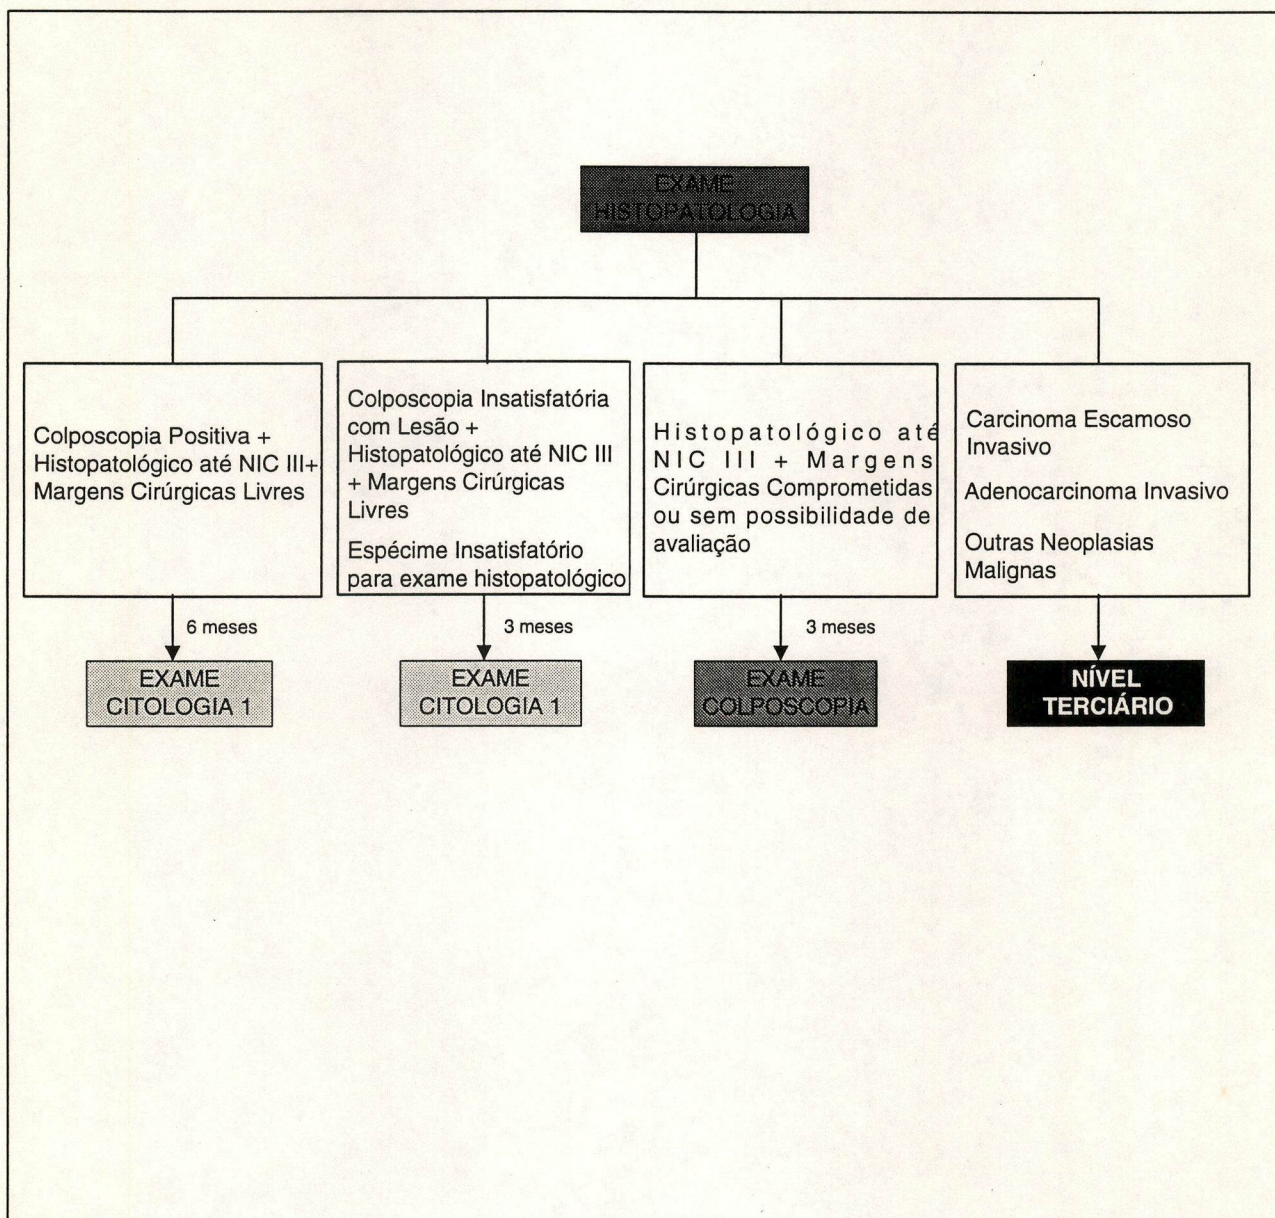 EXAME
HISTOPATOLOGIA
Colposcopia Positiva +
Histopatológico até NIC III+
Margens Cirúrgicas Livres
Colposcopia Insatisfatória
com Lesão +
Histopatológico até NIC III
+ Margens Cirúrgicas
Livres
Espécime Insatisfatório
para exame histopatológico
Histopatológico até
NIC III + Margens
Cirúrgicas Comprometidas
ou sem possibilidade de
avaliação
Carcinoma Escamoso
Invasivo
Adenocarcinoma Invasivo
Outras Neoplasias
Malignas
6 meses
3 meses
3 meses
EXAME
CITOLOGIA 1
EXAME
CITOLOGIA 1
EXAME
COLPOSCOPIA
NÍVEL
TERCIÁRIO